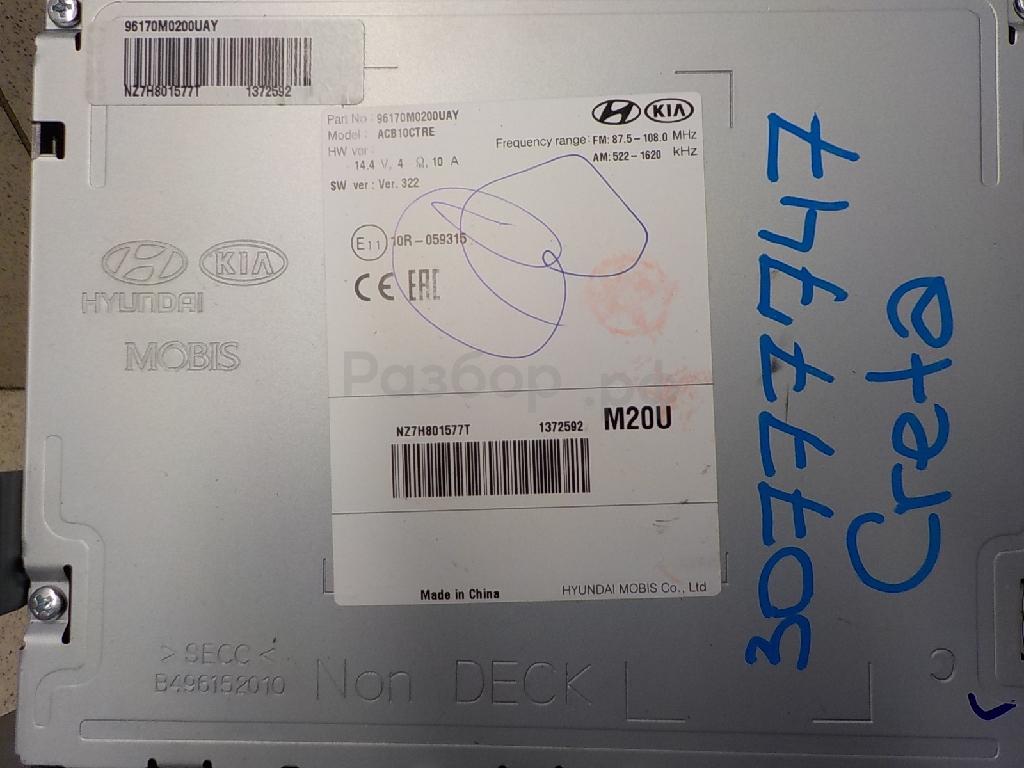 96170M0200UAY
NZ7H801577T 1372592
Part No : 96170M0200UAY
Model : ACB10CTRE
HW ver :
14.4 V, 4 Ω, 10 A
SW ver : Ver. 322
HYUNDAI KIA
Frequency range : FM : 87.5 - 108.0 MHz
AM : 522 - 1620 kHz
E11 10R-059315
CE EAC
Разбор.рф
NZ7H801577T 1372592 M20U
Made in China HYUNDAI MOBIS Co., Ltd
KIA
HYUNDAI
MOBIS
>SECC<
B496152010
Non DECK
C
307777747
Creta